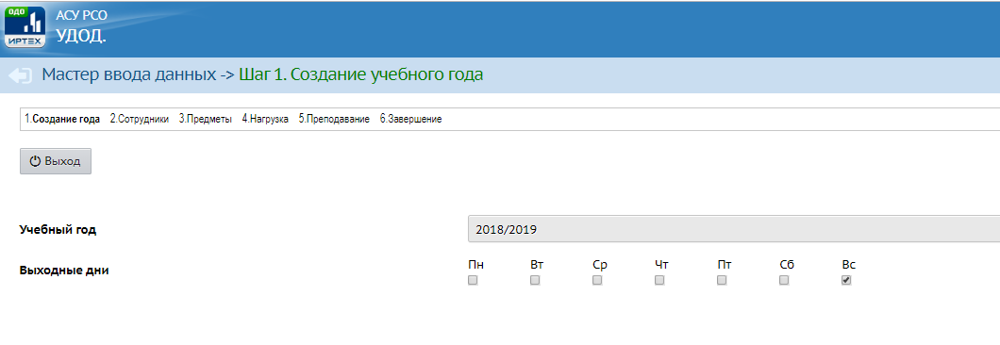 ОДО
ИРТЕХ
АСУ РСО
УДОД.
Мастер ввода данных -> Шаг 1. Создание учебного года
1.Создание года 2.Сотрудники 3.Предметы 4.Нагрузка 5.Преподавание 6.Завершение
Выход
Учебный год 2018/2019
Выходные дни Пн Вт Ср Чт Пт Сб Вс